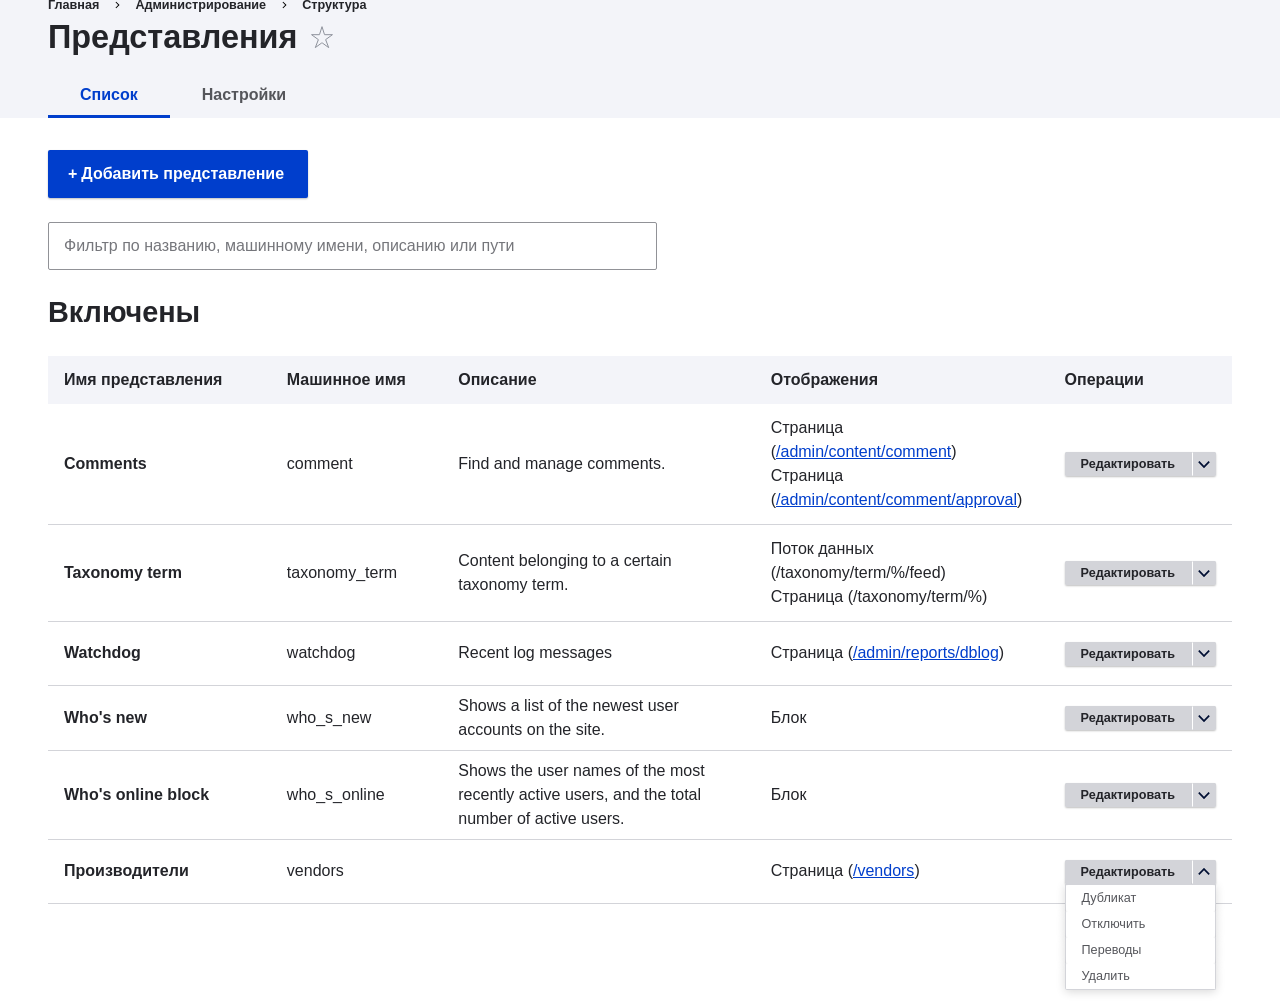 Главная › Администрирование › Структура
Представления ☆
Список Настройки
+ Добавить представление
Фильтр по названию, машинному имени, описанию или пути
Включены
Имя представления Машинное имя Описание Отображения Операции
Comments comment Find and manage comments. Страница
(/admin/content/comment)
Страница
(/admin/content/comment/approval) Редактировать
Taxonomy term taxonomy_term Content belonging to a certain
taxonomy term. Поток данных
(/taxonomy/term/%/feed)
Страница (/taxonomy/term/%) Редактировать
Watchdog watchdog Recent log messages Страница (/admin/reports/dblog) Редактировать
Who's new who_s_new Shows a list of the newest user
accounts on the site. Блок Редактировать
Who's online block who_s_online Shows the user names of the most
recently active users, and the total
number of active users. Блок Редактировать
Производители vendors Страница (/vendors) Редактировать
Дубликат
Отключить
Переводы
Удалить